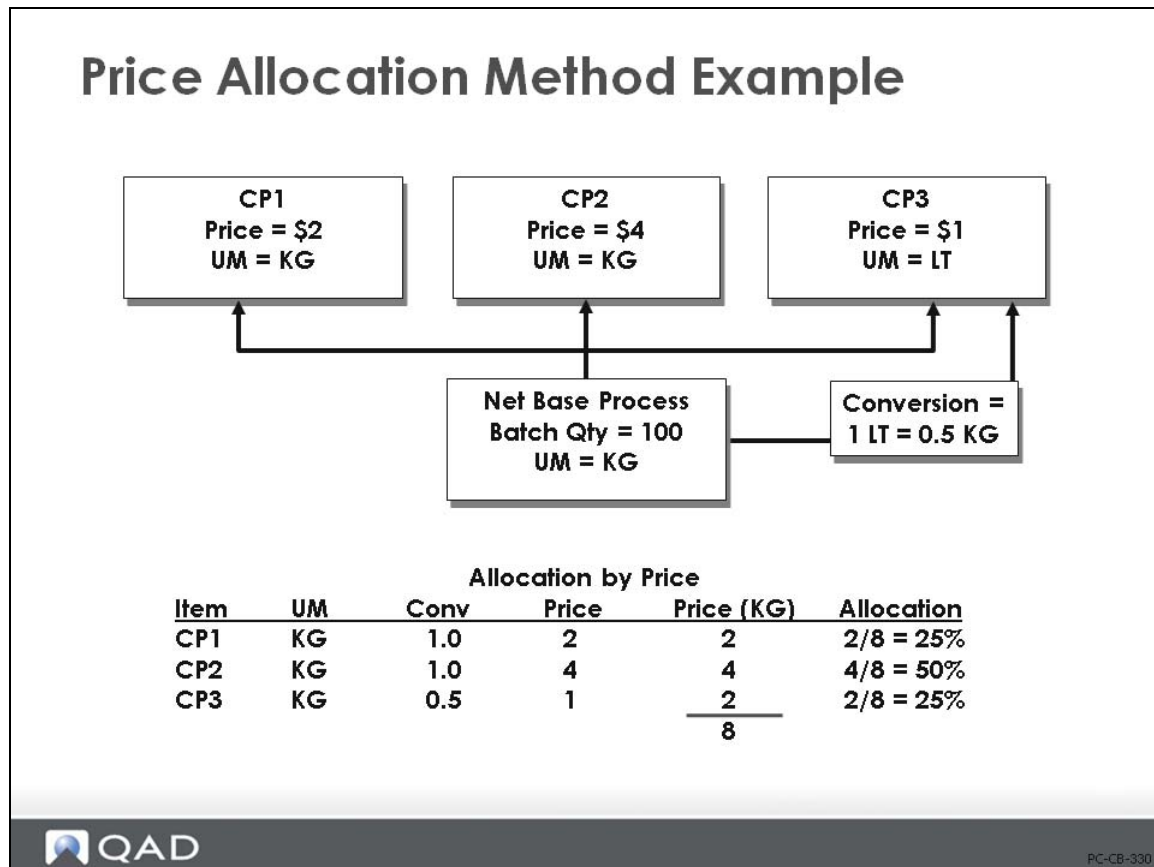 Price Allocation Method Example
CP1
Price = $2
UM = KG
CP2
Price = $4
UM = KG
CP3
Price = $1
UM = LT
Net Base Process
Batch Qty = 100
UM = KG
Conversion =
1 LT = 0.5 KG
Allocation by Price
Item UM Conv Price Price (KG) Allocation
CP1 KG 1.0 2 2 2/8 = 25%
CP2 KG 1.0 4 4 4/8 = 50%
CP3 KG 0.5 1 2 2/8 = 25%
8
QAD
PC-CB-330